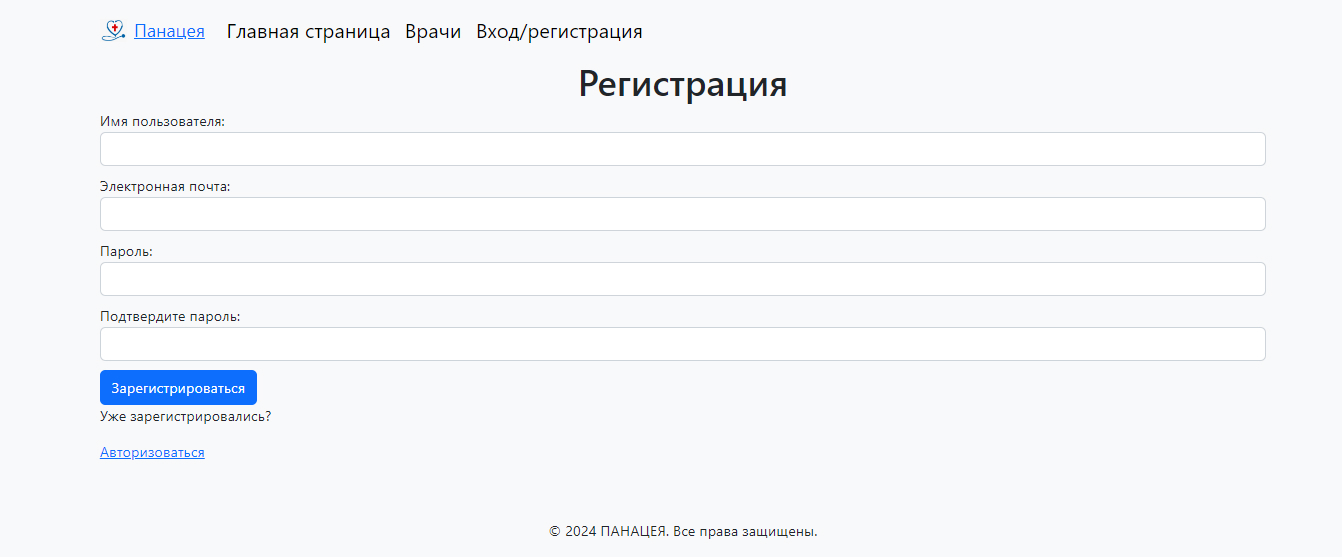 Панацея Главная страница Врачи Вход/регистрация
Регистрация
Имя пользователя:
Электронная почта:
Пароль:
Подтвердите пароль:
Зарегистрироваться
Уже зарегистрировались?
Авторизоваться
© 2024 ПАНАЦЕЯ. Все права защищены.